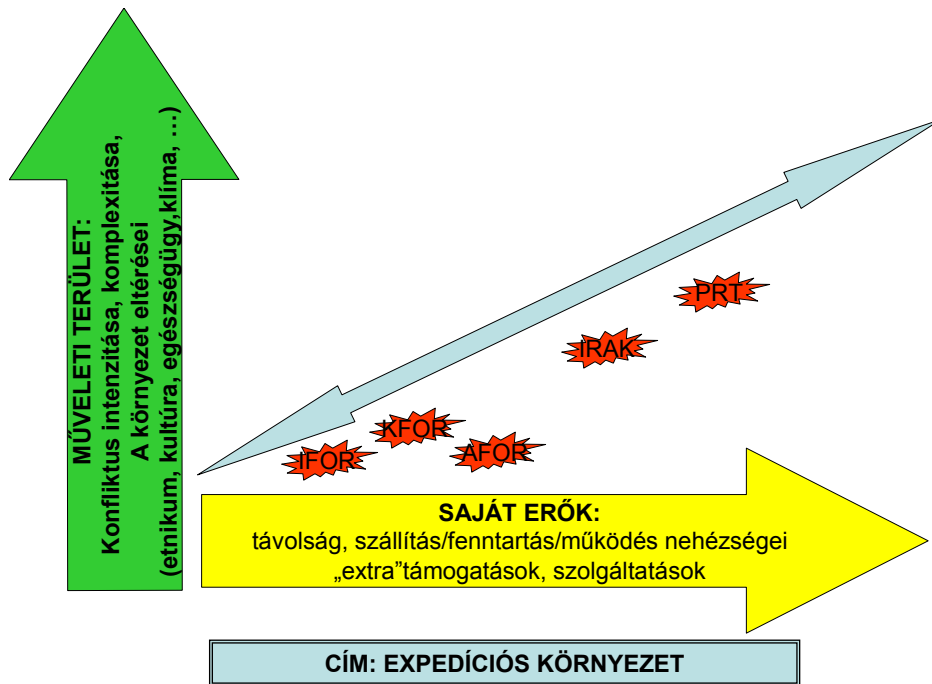 MŰVELETI TERÜLET:
Konfliktus intenzitása, komplexitása,
A környezet eltérései
(etnikum, kultúra, egészségügy,klíma, …)
PRT
IRAK
KFOR
IFOR
AFOR
SAJÁT ERŐK:
távolság, szállítás/fenntartás/működés nehézségei
„extra”támogatások, szolgáltatások
CÍM: EXPEDÍCIÓS KÖRNYEZET